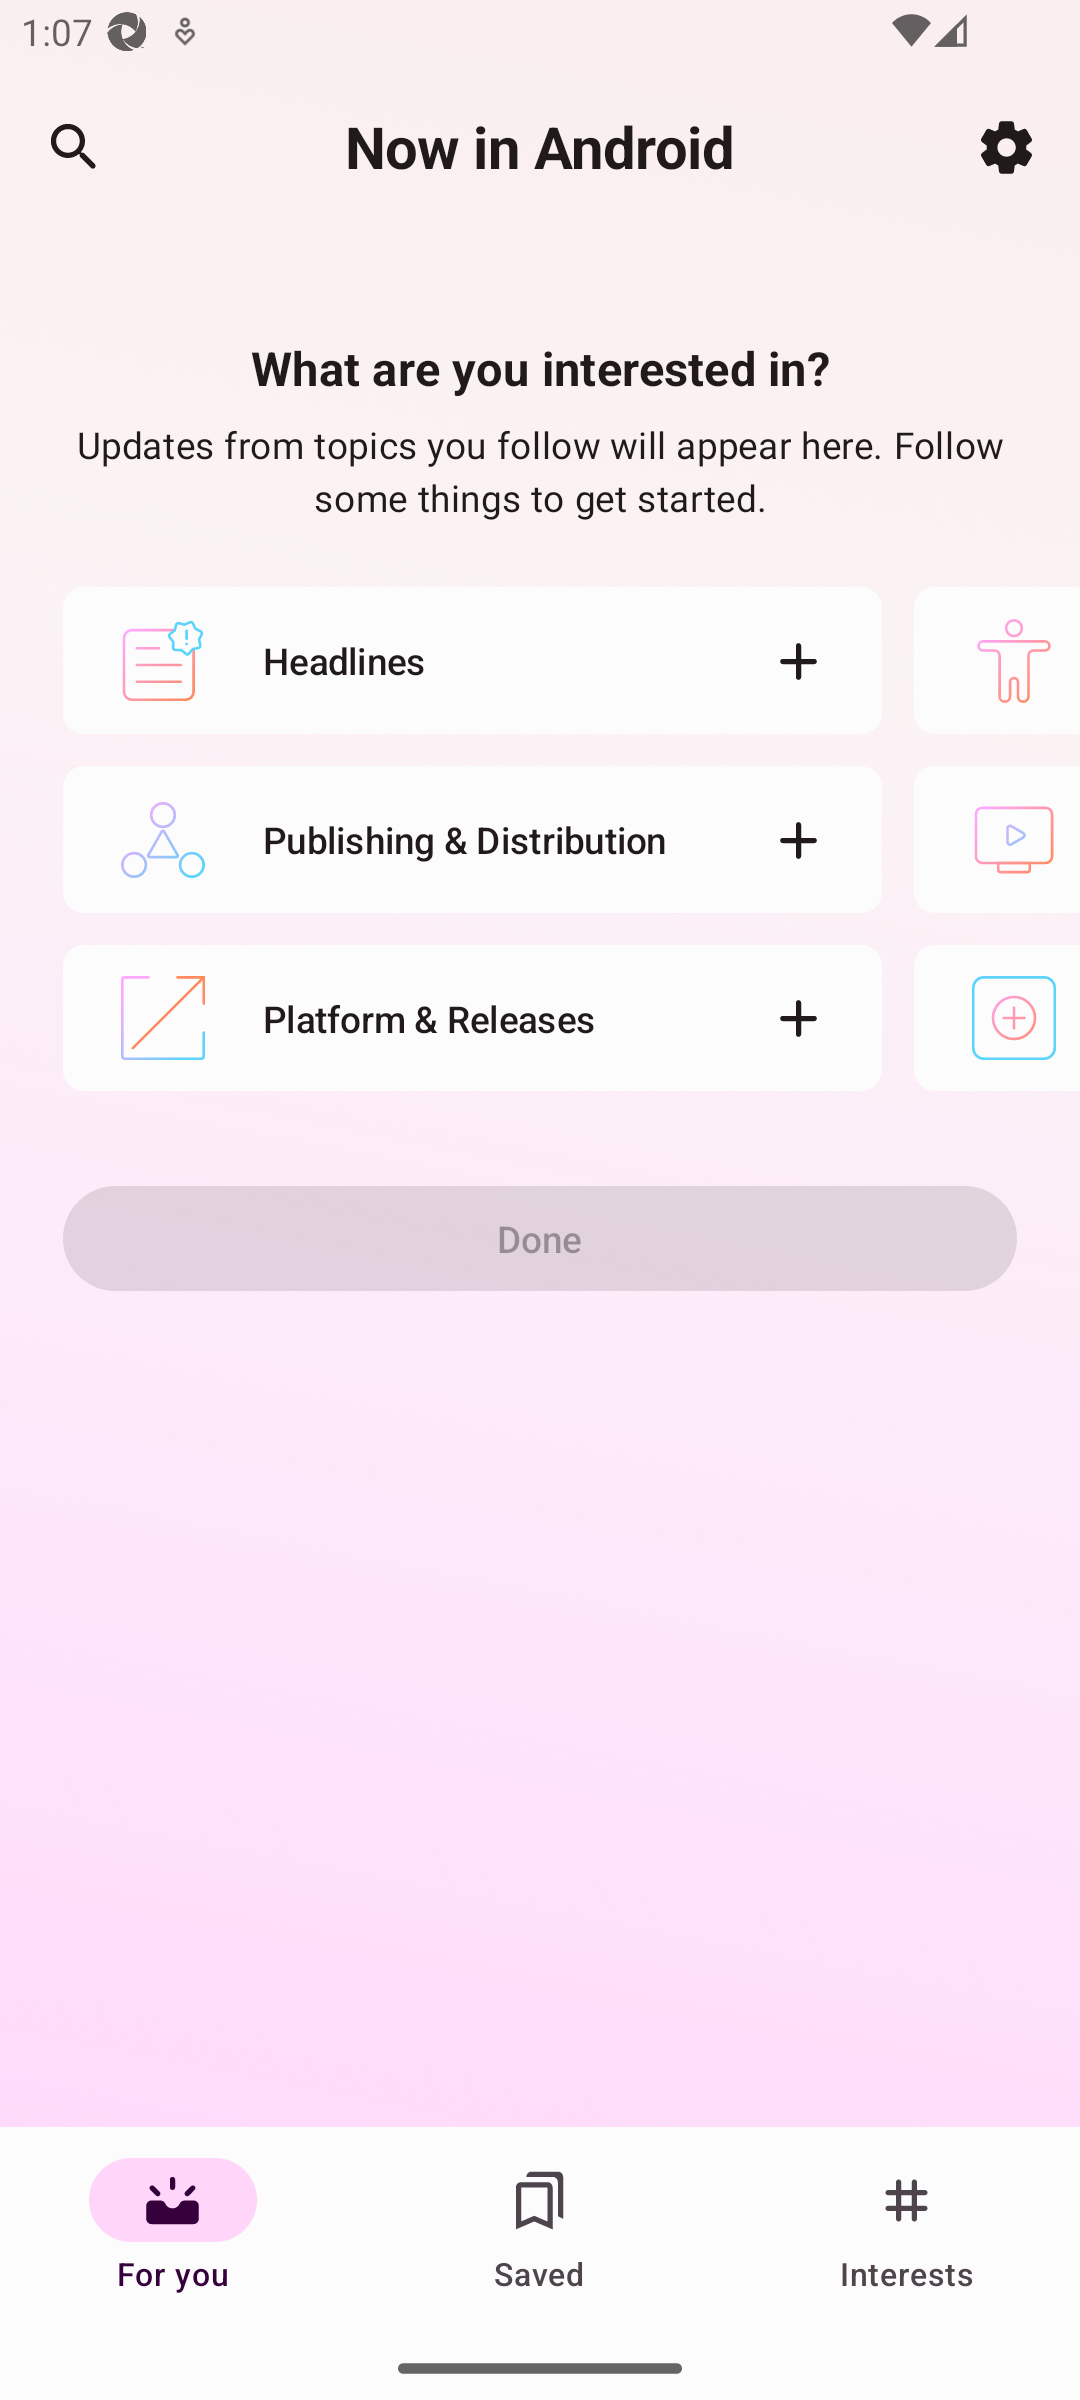 1:07
Now in Android
What are you interested in?
Updates from topics you follow will appear here. Follow
some things to get started.
Headlines
Publishing & Distribution
Platform & Releases
Done
For you
Saved
Interests